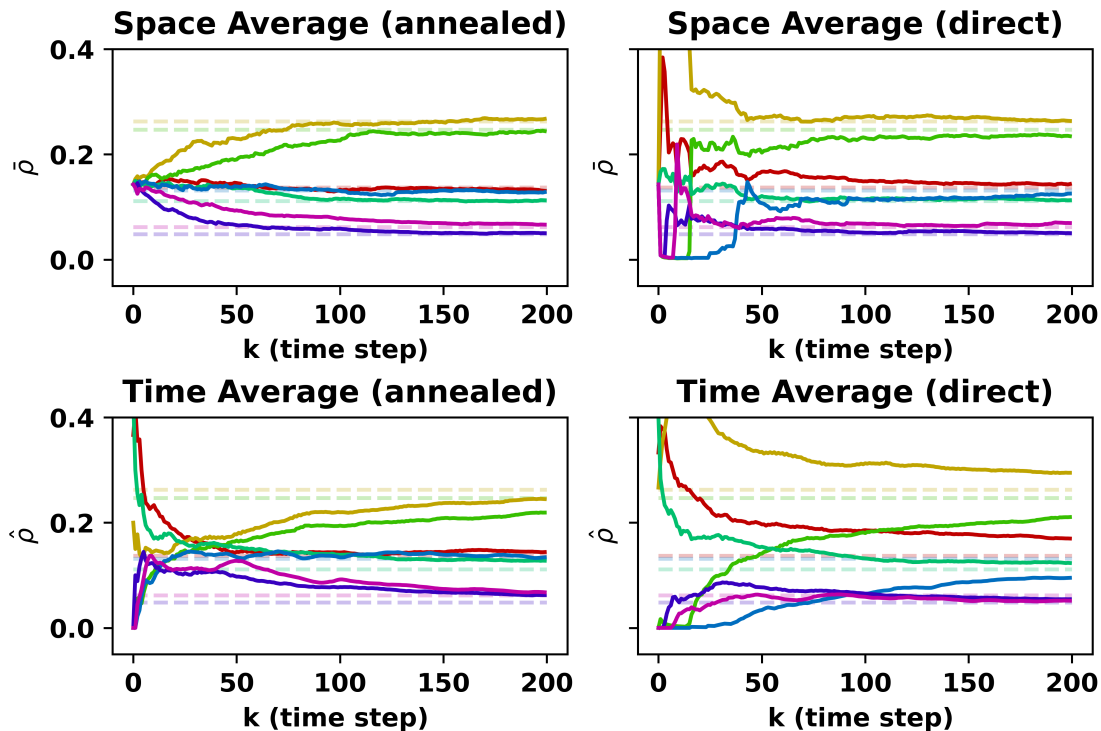 Space Average (annealed)
Space Average (direct)
0.4
0.2
0.0
ρ̄
ρ̄
0 50 100 150 200
0 50 100 150 200
k (time step)
k (time step)
Time Average (annealed)
Time Average (direct)
0.4
0.2
0.0
ρ̂
ρ̂
0 50 100 150 200
0 50 100 150 200
k (time step)
k (time step)